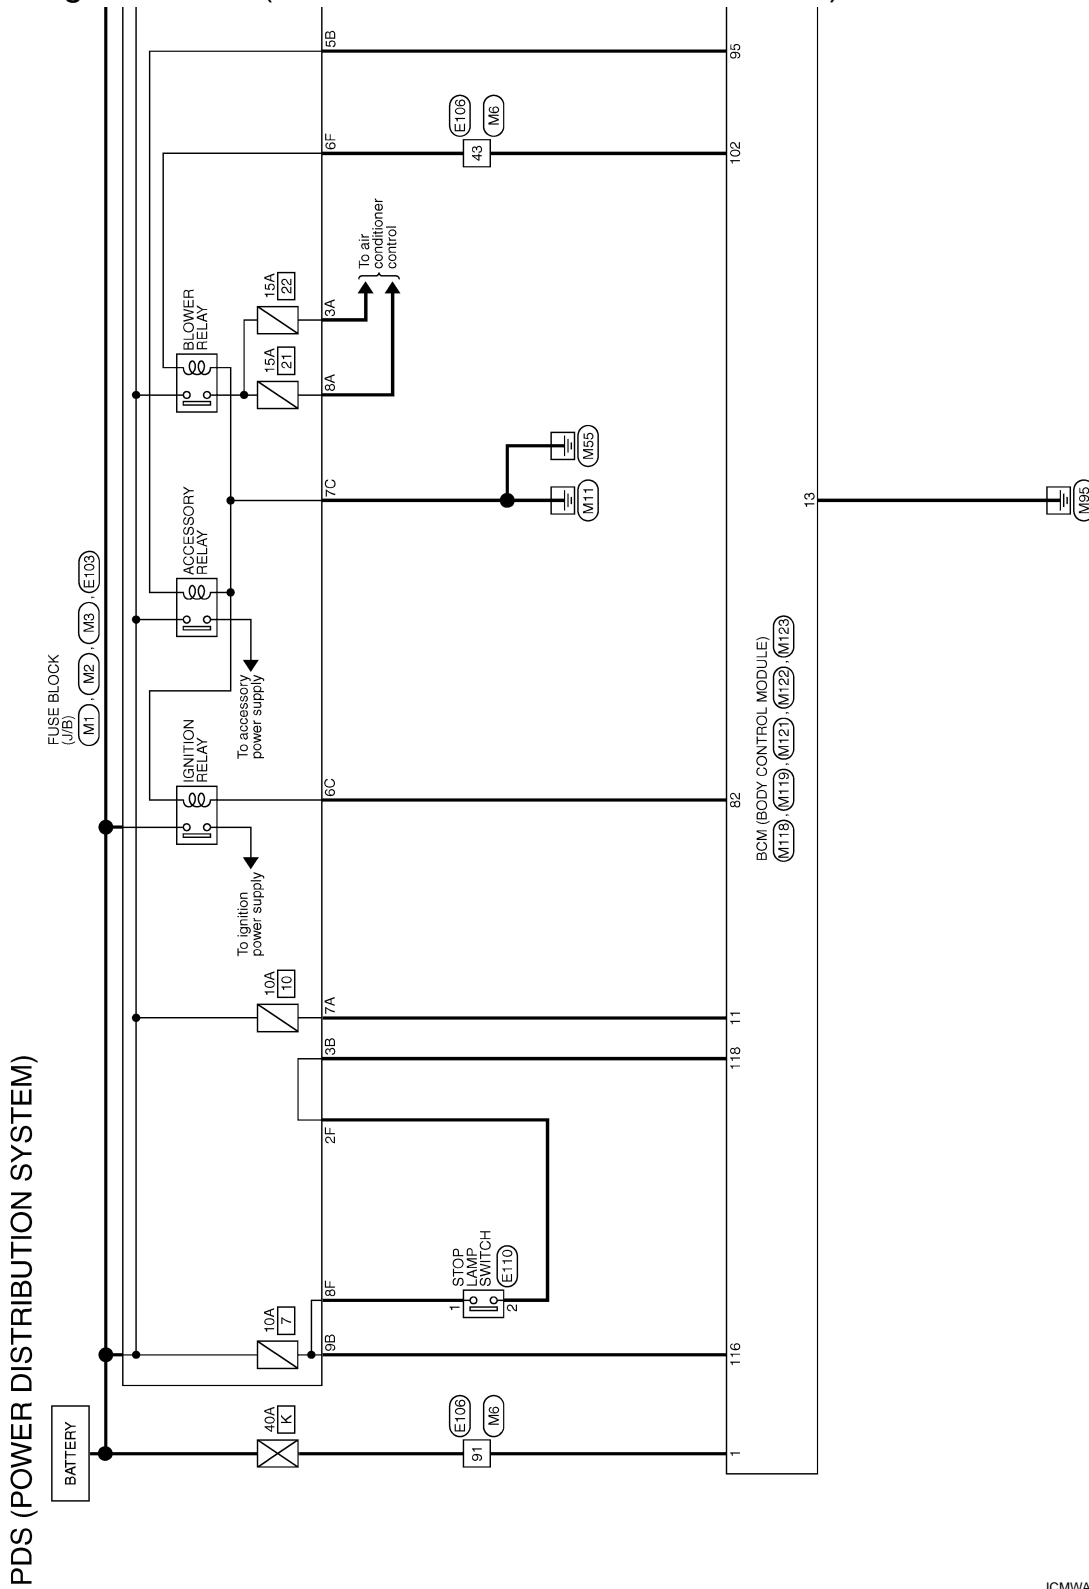 PDS (POWER DISTRIBUTION SYSTEM)
BATTERY
FUSE BLOCK
(J/B)
M1 , M2 , M3 , E103
40A
K
E106
M6
91
1
10A
7
9B
116
8F
1
STOP
LAMP
SWITCH
E110
2
2F
3B
118
10A
10
7A
11
To ignition
power supply
IGNITION
RELAY
6C
82
To accessory
power supply
ACCESSORY
RELAY
7C
M11
M55
BLOWER
RELAY
15A
21
8A
15A
22
3A
To air
conditioner
control
6F
E106
M6
43
102
5B
95
BCM (BODY CONTROL MODULE)
M118 , M119 , M121 , M122 , M123
13
M95